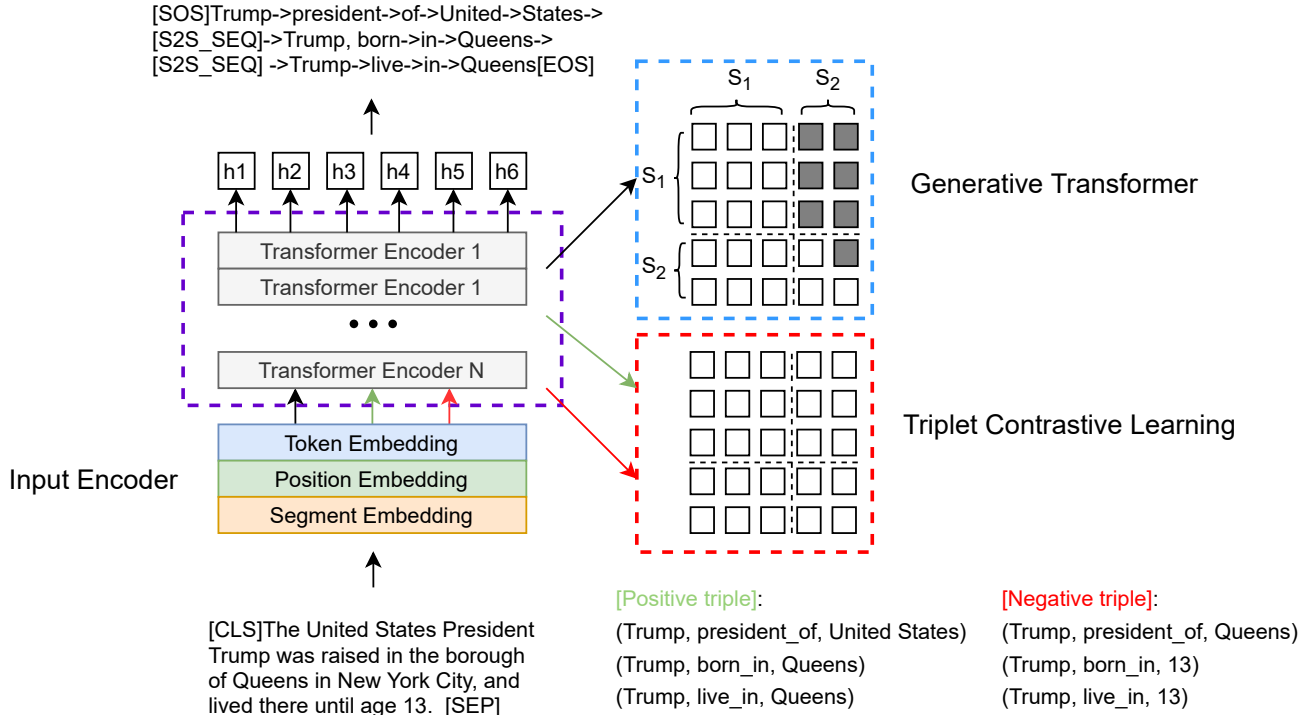 [SOS]Trump->president->of->United->States->
[S2S_SEQ]->Trump, born->in->Queens->
[S2S_SEQ] ->Trump->live->in->Queens[EOS]
h1 h2 h3 h4 h5 h6
Transformer Encoder 1
Transformer Encoder 1
Transformer Encoder N
Token Embedding
Position Embedding
Segment Embedding
Input Encoder
[CLS]The United States President
Trump was raised in the borough
of Queens in New York City, and
lived there until age 13. [SEP]
S1 S2
S1
S2
Generative Transformer
Triplet Contrastive Learning
[Positive triple]:
(Trump, president_of, United States)
(Trump, born_in, Queens)
(Trump, live_in, Queens)
[Negative triple]:
(Trump, president_of, Queens)
(Trump, born_in, 13)
(Trump, live_in, 13)